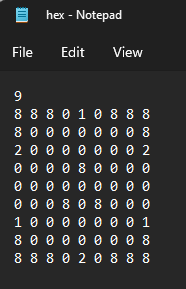 hex - Notepad
File Edit View
9
8 8 8 0 1 0 8 8 8
8 0 0 0 0 0 0 0 8
2 0 0 0 0 0 0 0 2
0 0 0 0 8 0 0 0 0
0 0 0 0 0 0 0 0 0
0 0 0 8 0 8 0 0 0
1 0 0 0 0 0 0 0 1
8 0 0 0 0 0 0 0 8
8 8 8 0 2 0 8 8 8